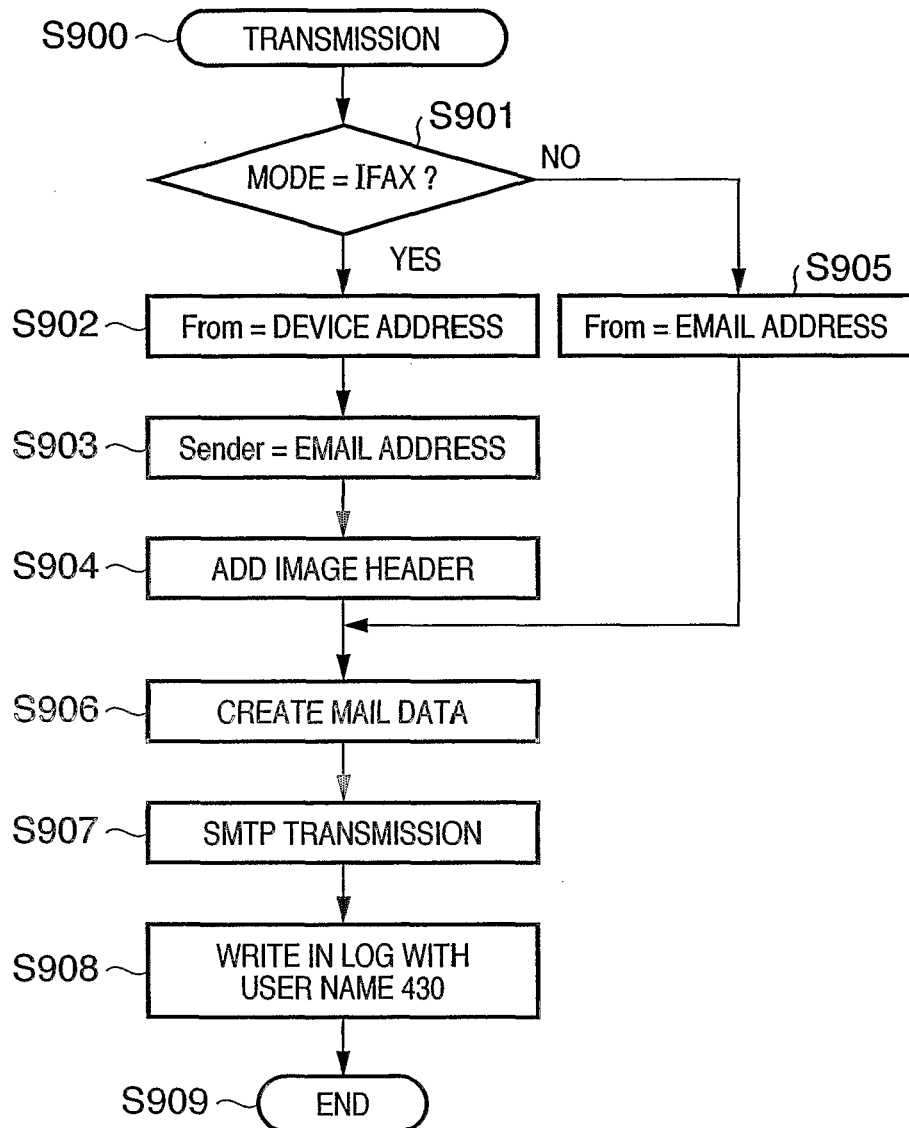 S900
TRANSMISSION
S901
MODE = IFAX ?
NO
YES
S905
S902
From = DEVICE ADDRESS
From = EMAIL ADDRESS
S903
Sender = EMAIL ADDRESS
S904
ADD IMAGE HEADER
S906
CREATE MAIL DATA
S907
SMTP TRANSMISSION
S908
WRITE IN LOG WITH
USER NAME 430
S909
END